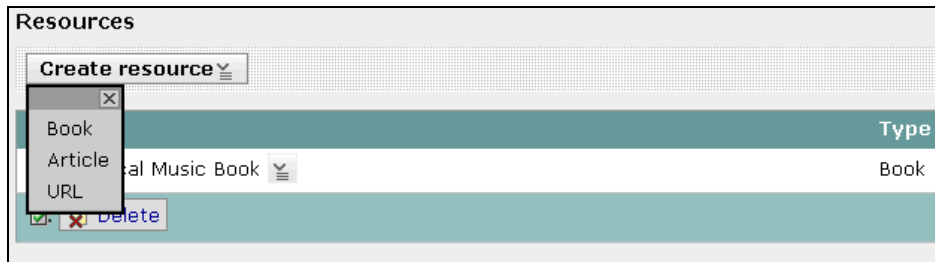 Resources
Create resource
Book
Type
Article
al Music Book
Book
URL
Delete